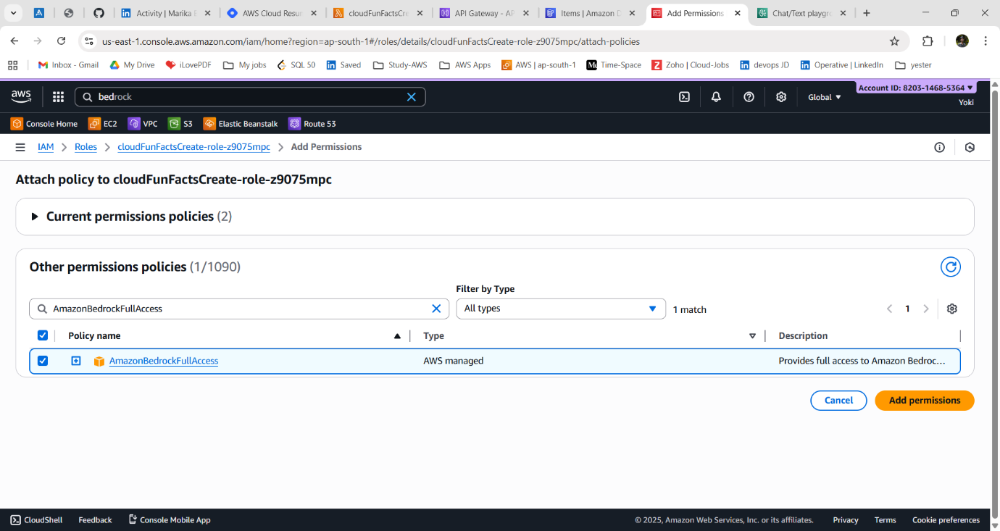 Activity | Marika E
AWS Cloud Resu
cloudFunFactsCre
API Gateway - AP
Items | Amazon D
Add Permissions
Chat/Text playgro
us-east-1.console.aws.amazon.com/iam/home?region=ap-south-1#/roles/details/cloudFunFactsCreate-role-z9075mpc/attach-policies
Inbox - Gmail
My Drive
iLovePDF
My jobs
SQL 50
Saved
Study-AWS
AWS Apps
AWS | ap-south-1
Time-Space
Zoho | Cloud-Jobs
devops JD
Operative | LinkedIn
yester
aws
bedrock
Global
Account ID: 8203-1468-5364
Yoki
Console Home
EC2
VPC
S3
Elastic Beanstalk
Route 53
IAM
Roles
cloudFunFactsCreate-role-z9075mpc
Add Permissions
Attach policy to cloudFunFactsCreate-role-z9075mpc
Current permissions policies (2)
Other permissions policies (1/1090)
Filter by Type
AmazonBedrockFullAccess
All types
1 match
1
Policy name
Type
Description
AmazonBedrockFullAccess
AWS managed
Provides full access to Amazon Bedroc...
Cancel
Add permissions
CloudShell
Feedback
Console Mobile App
© 2025, Amazon Web Services, Inc. or its affiliates.
Privacy
Terms
Cookie preferences